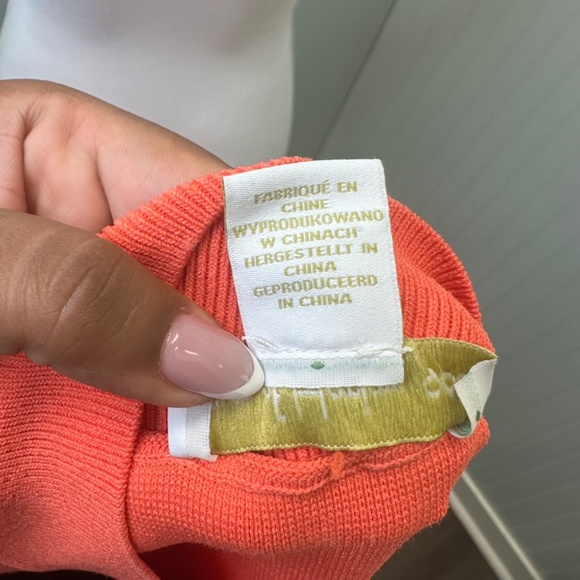 FABRIQUÉ EN
CHINE
WYPRODUKOWANO
W CHINACH
HERGESTELLT IN
CHINA
GEPRODUCEERD
IN CHINA